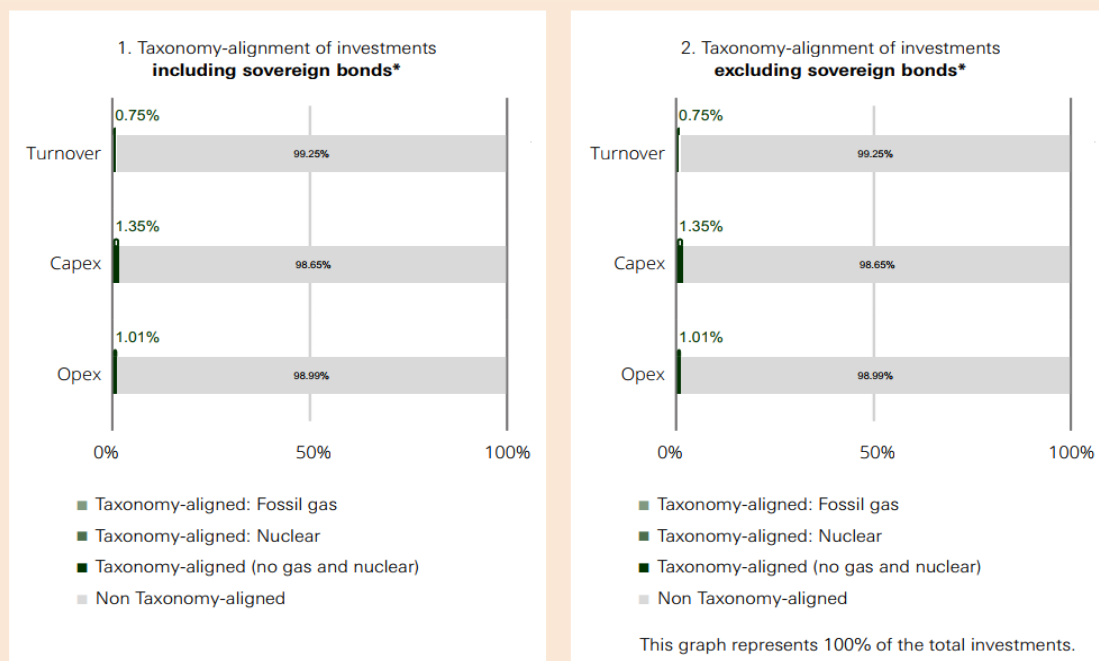 1. Taxonomy-alignment of investments
including sovereign bonds*
0.75%
Turnover
99.25%
1.35%
Capex
98.65%
1.01%
Opex
98.99%
0%
50%
100%
Taxonomy-aligned: Fossil gas
Taxonomy-aligned: Nuclear
Taxonomy-aligned (no gas and nuclear)
Non Taxonomy-aligned
2. Taxonomy-alignment of investments
excluding sovereign bonds*
0.75%
Turnover
99.25%
1.35%
Capex
98.65%
1.01%
Opex
98.99%
0%
50%
100%
Taxonomy-aligned: Fossil gas
Taxonomy-aligned: Nuclear
Taxonomy-aligned (no gas and nuclear)
Non Taxonomy-aligned
This graph represents 100% of the total investments.